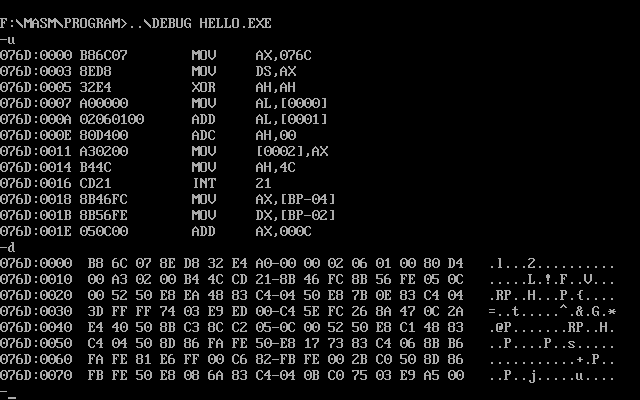 F:\MASM\PROGRAM>..\DEBUG HELLO.EXE
-u
076D:0000 B86C07        MOV     AX,076C
076D:0003 8ED8          MOV     DS,AX
076D:0005 32E4          XOR     AH,AH
076D:0007 A00000        MOV     AL,[0000]
076D:000A 02060100      ADD     AL,[0001]
076D:000E 80D400        ADC     AH,00
076D:0011 A30200        MOV     [0002],AX
076D:0014 B44C          MOV     AH,4C
076D:0016 CD21          INT     21
076D:0018 8B46FC        MOV     AX,[BP-04]
076D:001B 8B56FE        MOV     DX,[BP-02]
076D:001E 050C00        ADD     AX,000C
-d
076D:0000  B8 6C 07 8E D8 32 E4 A0-00 00 02 06 01 00 80 D4   .l...2..........
076D:0010  00 A3 02 00 B4 4C CD 21-8B 46 FC 8B 56 FE 05 0C   .....L.!.F..V...
076D:0020  00 52 50 E8 EA 48 83 C4-04 50 E8 7B 0E 83 C4 04   .RP..H...P.{....
076D:0030  3D FF FF 74 03 E9 ED 00-C4 5E FC 26 8A 47 0C 2A   =..t.....^.&.G.*
076D:0040  E4 40 50 8B C3 8C C2 05-0C 00 52 50 E8 C1 48 83   .@P.......RP..H.
076D:0050  C4 04 50 8D 86 FA FE 50-E8 17 73 83 C4 06 8B B6   ..P....P..s.....
076D:0060  FA FE 81 E6 FF 00 C6 82-FB FE 00 2B C0 50 8D 86   ...........+.P..
076D:0070  FB FE 50 E8 08 6A 83 C4-04 0B C0 75 03 E9 A5 00   ..P..j.....u....
-